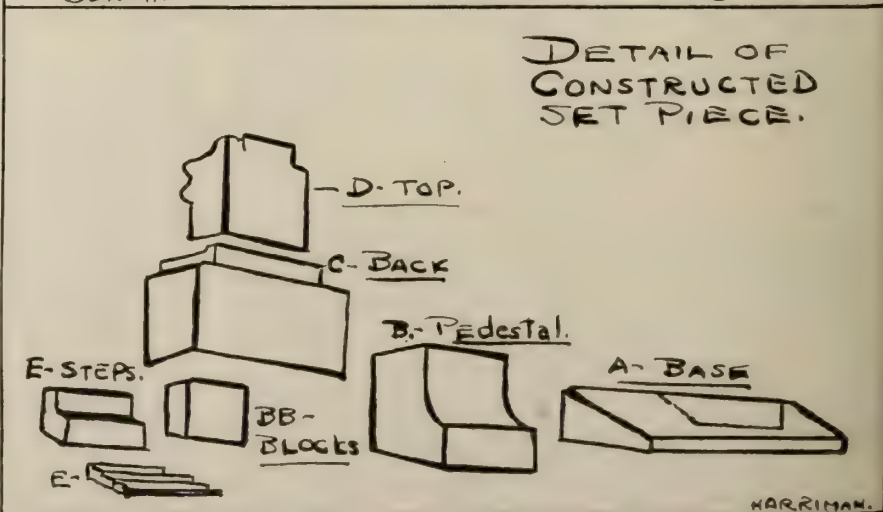 DETAIL OF
CONSTRUCTED
SET PIECE.
D-TOP.
C-BACK
B.-PEdestal.
A-BASE
E-STEPS.
BB-
BLOCKS
E-
HARRIMAN.